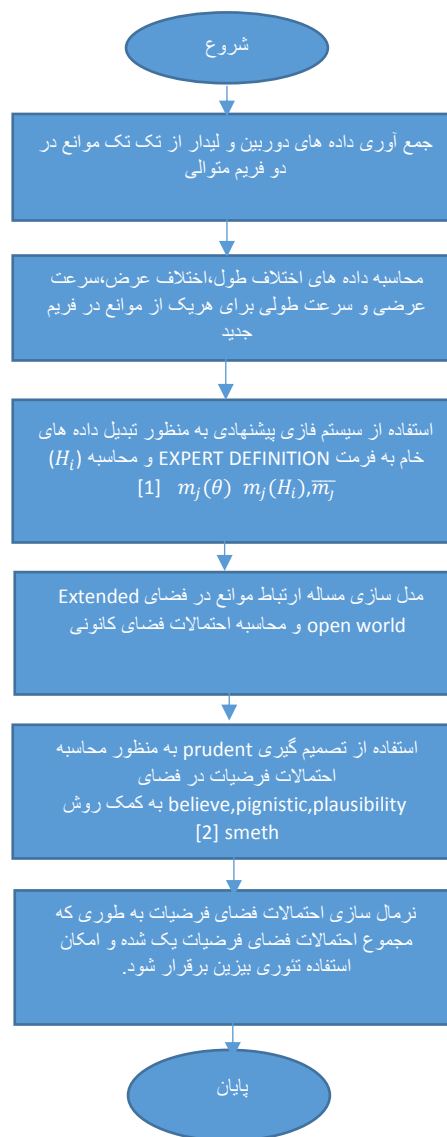 شروع
جمع آوری داده های دوربین و لیدار از تک تک موانع در
دو فریم متوالی
محاسبه داده های اختلاف طول،اختلاف عرض،سرعت
عرضی و سرعت طولی برای هریک از موانع در فریم
جدید
استفاده از سیستم فازی پیشنهادی به منظور تبدیل داده های
خام به فرمت EXPERT DEFINITION و محاسبه (H_i)
[1] m_j(θ) m_j(H_i),\overline{m_J}
مدل سازی مساله ارتباط موانع در فضای Extended
open world و محاسبه احتمالات فضای کانونی
استفاده از تصمیم گیری prudent به منظور محاسبه
احتمالات فرضیات در فضای
believe,pignistic,plausibility به کمک روش
smeth [2]
نرمال سازی احتمالات فضای فرضیات به طوری که
مجموع احتمالات فضای فرضیات یک شده و امکان
استفاده تئوری بیزین برقرار شود.
پایان